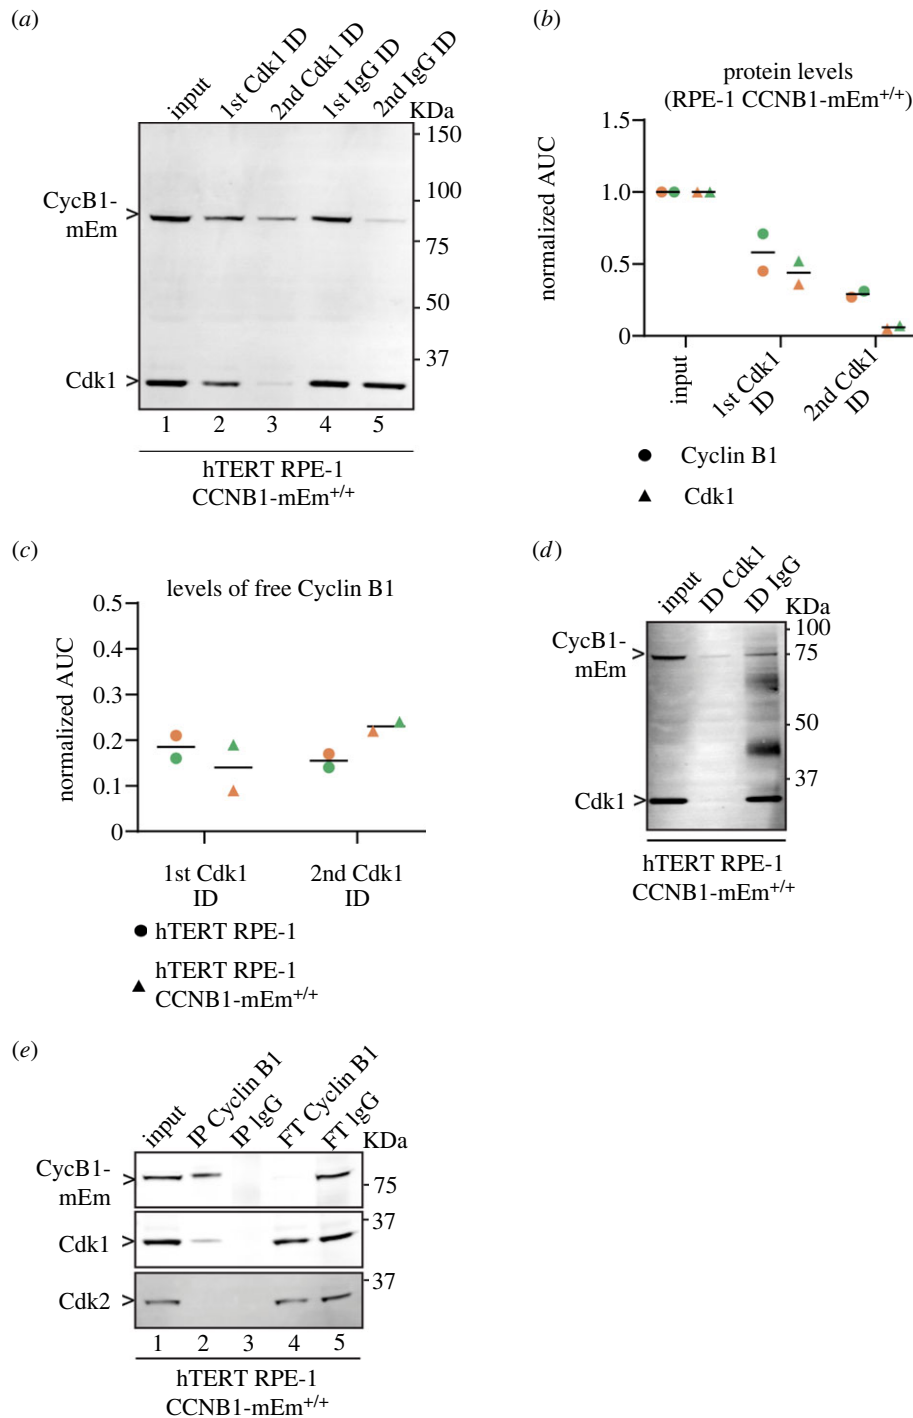 (a)
input
1st Cdk1 ID
2nd Cdk1 ID
1st IgG ID
2nd IgG ID
KDa
150
CycB1-
mEm
>
100
75
50
37
Cdk1 >
1 2 3 4 5
hTERT RPE-1
CCNB1-mEm+/+
(b)
protein levels
(RPE-1 CCNB1-mEm+/+)
normalized AUC
1.5
1.0
0.5
0
input
1st Cdk1
ID
2nd Cdk1
ID
Cyclin B1
Cdk1
(c)
levels of free Cyclin B1
normalized AUC
0.5
0.4
0.3
0.2
0.1
0
1st Cdk1
ID
2nd Cdk1
ID
hTERT RPE-1
hTERT RPE-1
CCNB1-mEm+/+
(d)
input
ID Cdk1
ID IgG
KDa
100
CycB1-
mEm
>
75
50
37
Cdk1 >
hTERT RPE-1
CCNB1-mEm+/+
(e)
input
IP Cyclin B1
IP IgG
FT Cyclin B1
FT IgG
KDa
CycB1-
mEm
>
75
37
Cdk1 >
37
Cdk2 >
1 2 3 4 5
hTERT RPE-1
CCNB1-mEm+/+